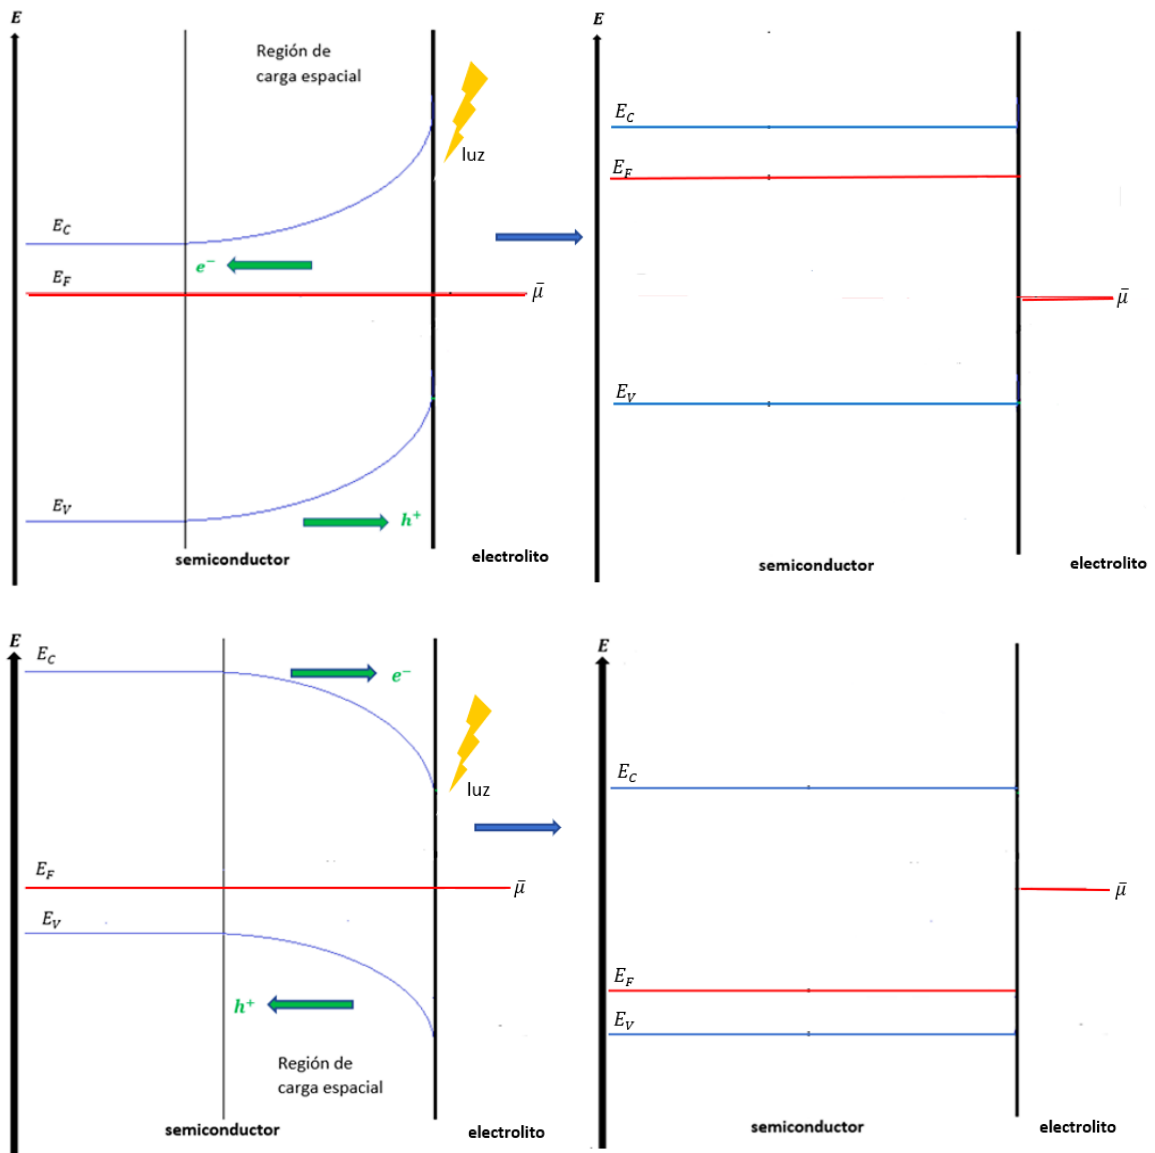 E
Región de
carga espacial
luz
E_C
e⁻
E_F
μ̄
E_V
h⁺
semiconductor
electrolito
E
E_C
E_F
μ̄
E_V
semiconductor
electrolito
E
E_C
e⁻
luz
E_F
μ̄
E_V
h⁺
Región de
carga espacial
semiconductor
electrolito
E
E_C
μ̄
E_F
E_V
semiconductor
electrolito